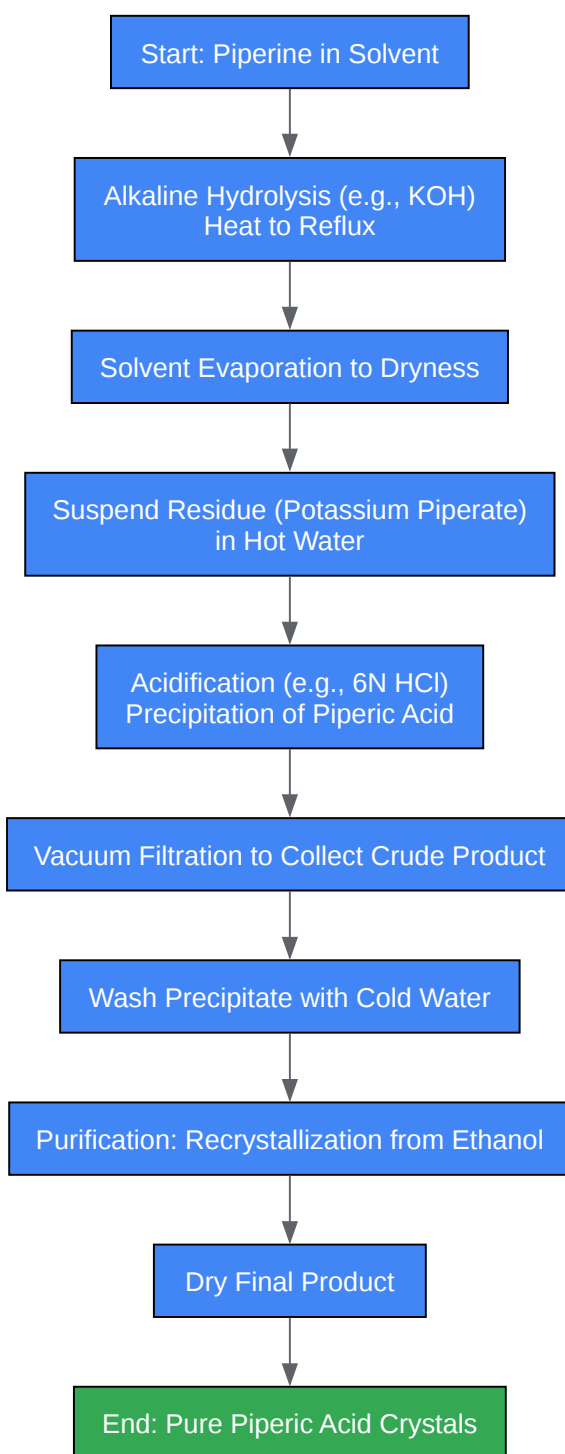 Start: Piperine in Solvent
Alkaline Hydrolysis (e.g., KOH)
Heat to Reflux
Solvent Evaporation to Dryness
Suspend Residue (Potassium Piperate)
in Hot Water
Acidification (e.g., 6N HCl)
Precipitation of Piperic Acid
Vacuum Filtration to Collect Crude Product
Wash Precipitate with Cold Water
Purification: Recrystallization from Ethanol
Dry Final Product
End: Pure Piperic Acid Crystals